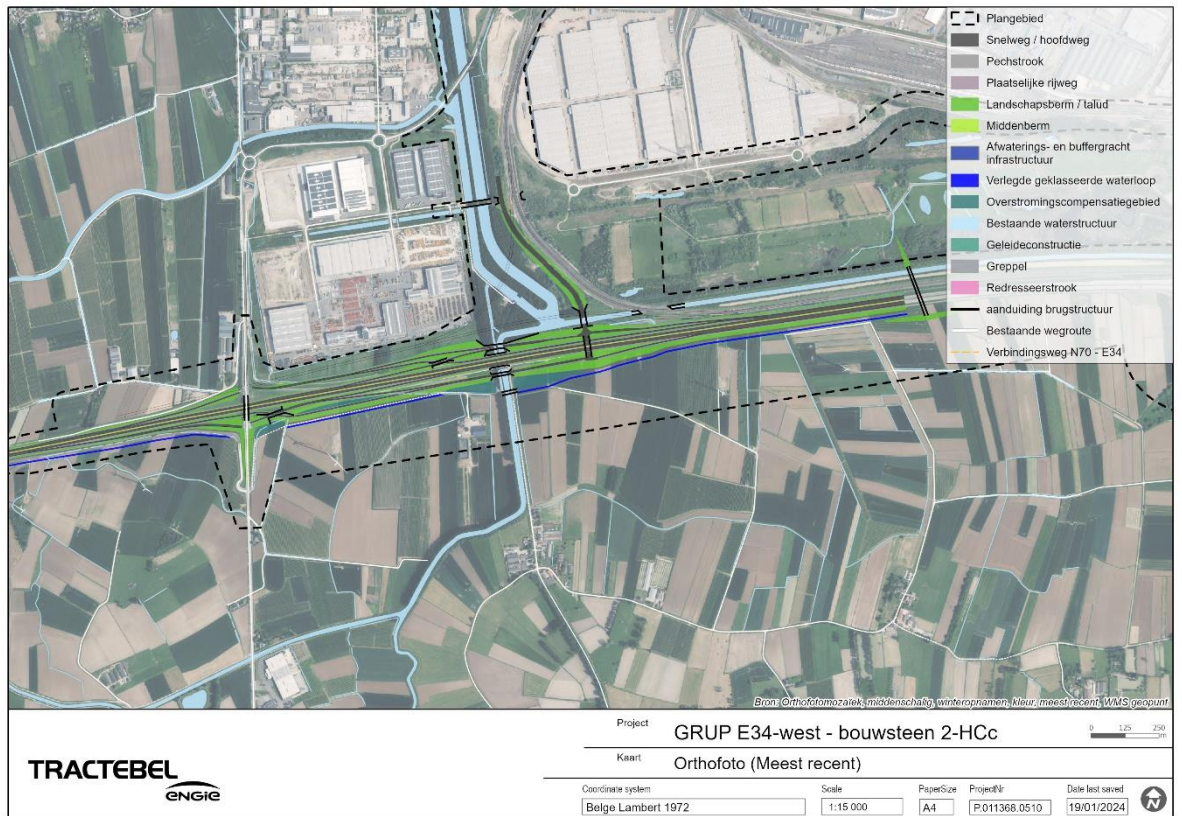 Plangebied
Snelweg / hoofdweg
Pechstrook
Plaatselijke rijweg
Landschapsberm / talud
Middenberm
Afwaterings- en buffergracht
infrastructuur
Verlegde geklasseerde waterloop
Overstromingscompensatiegebied
Bestaande waterstructuur
Geleideconstructie
Greppel
Redresseerstrook
aanduiding brugstructuur
Bestaande wegroute
Verbindingsweg N70 - E34
Bron: Orthofotomozaïek, middenschalig, winteropnamen, kleur, meest recent, WMS geopunt
Project GRUP E34-west - bouwsteen 2-HCc
0 125 250
m
Kaart Orthofoto (Meest recent)
TRACTEBEL
ENGIE
Coordinate system Scale PaperSize ProjectNr Date last saved
Belge Lambert 1972 1:15 000 A4 P.011368.0510 19/01/2024
N